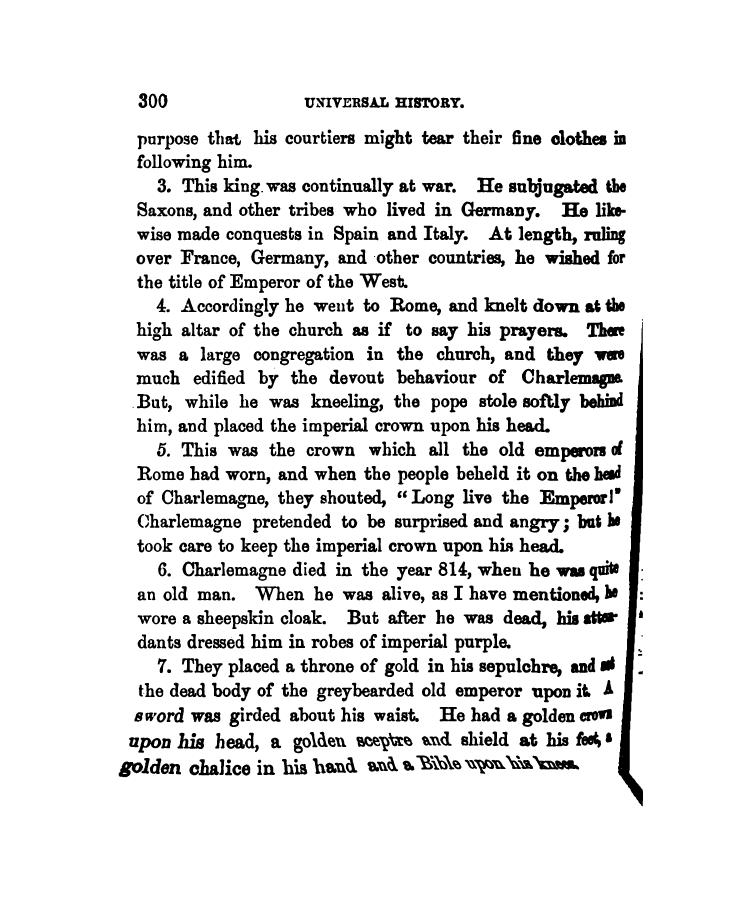 300 UNIVERSAL HISTORY.
purpose that his courtiers might tear their fine clothes in
following him.
3. This king was continually at war. He subjugated the
Saxons, and other tribes who lived in Germany. He like-
wise made conquests in Spain and Italy. At length, ruling
over France, Germany, and other countries, he wished for
the title of Emperor of the West.
4. Accordingly he went to Rome, and knelt down at the
high altar of the church as if to say his prayers. There
was a large congregation in the church, and they were
much edified by the devout behaviour of Charlemagne.
But, while he was kneeling, the pope stole softly behind
him, and placed the imperial crown upon his head.
5. This was the crown which all the old emperors of
Rome had worn, and when the people beheld it on the head
of Charlemagne, they shouted, "Long live the Emperor!"
Charlemagne pretended to be surprised and angry; but he
took care to keep the imperial crown upon his head.
6. Charlemagne died in the year 814, when he was quite
an old man. When he was alive, as I have mentioned, he
wore a sheepskin cloak. But after he was dead, his atten-
dants dressed him in robes of imperial purple.
7. They placed a throne of gold in his sepulchre, and set
the dead body of the greybearded old emperor upon it. A
sword was girded about his waist. He had a golden crown
upon his head, a golden sceptre and shield at his feet, a
golden chalice in his hand and a Bible upon his knees.